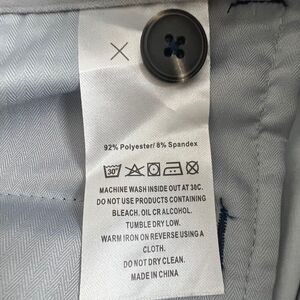 92% Polyester/ 8% Spandex
30°
MACHINE WASH INSIDE OUT AT 30C.
DO NOT USE PRODUCTS CONTAINING
BLEACH. OIL CR ALCOHOL.
TUMBLE DRY LOW.
WARM IRON ON REVERSE USING A
CLOTH.
DO NOT DRY CLEAN.
MADE IN CHINA